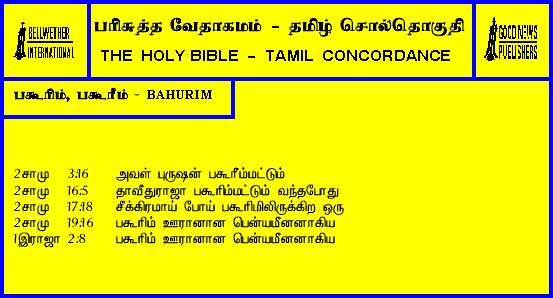 BELLWETHER
INTERNATIONAL
பரிசுத்த வேதாகமம் - தமிழ் சொல்தொகுதி
THE HOLY BIBLE - TAMIL CONCORDANCE
GOOD NEWS
PUBLISHERS
பகூரிம், பகூரீம் - BAHURIM
2சாமு 3:16 அவள் புருஷன் பகூரீம்மட்டும்
2சாமு 16:5 தாவீதுராஜா பகூரிம்மட்டும் வந்தபோது
2சாமு 17:18 சீக்கிரமாய் போய் பகூரிமிலிருக்கிற ஒரு
2சாமு 19:16 பகூரிம் ஊரானான பென்யமீனனாகிய
1இராஜா 2:8 பகூரிம் ஊரானான பென்யமீனனாகிய